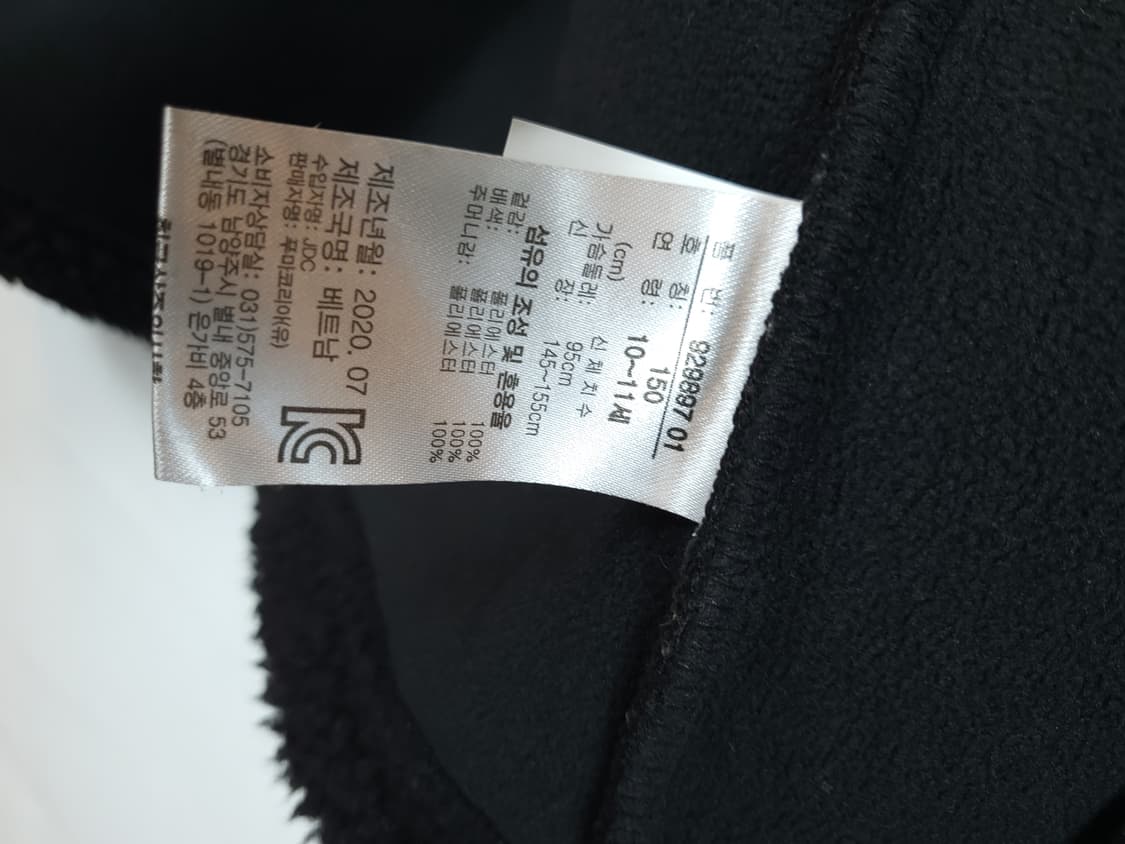 품 번: 929897 01
호 칭: 150
연 령: 10~11세
(cm) 신체치수
가슴둘레: 95cm
신 장: 145~155cm
섬유의 조성 및 혼용율
겉감: 폴리에스터 100%
배색: 폴리에스터 100%
주머니감: 폴리에스터 100%
제조년월: 2020. 07
제조국명: 베트남
수입자명: JDC
판매자명: 푸마코리아(유)
KC
소비자상담실: 031)575-7105
경기도 남양주시 별내 중앙로 53
(별내동 1019-1) 은가비 4층